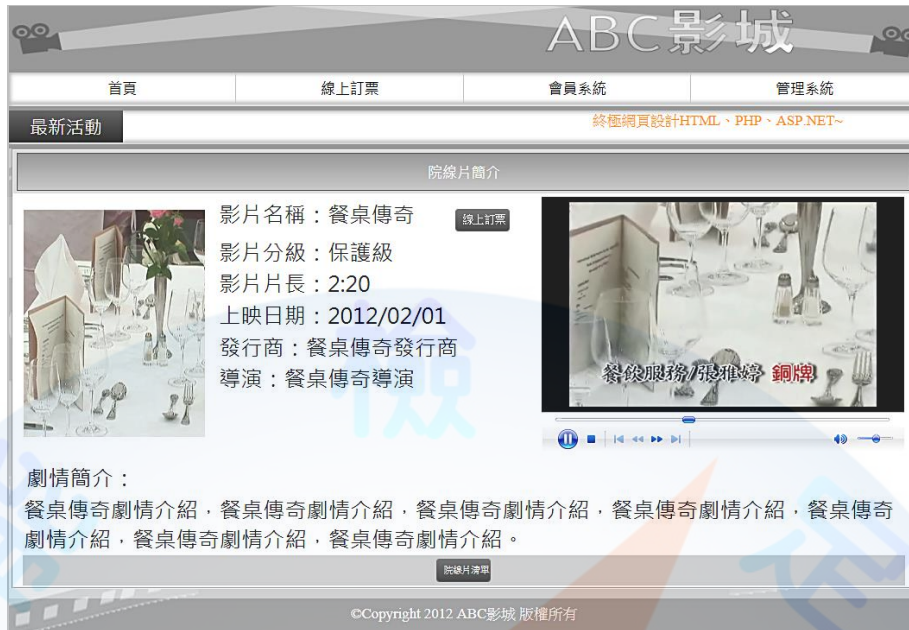 ABC影城
首頁 線上訂票 會員系統 管理系統
最新活動 終極網頁設計HTML、PHP、ASP.NET~
院線片簡介
影片名稱：餐桌傳奇 線上訂票
影片分級：保護級
影片片長：2:20
上映日期：2012/02/01
發行商：餐桌傳奇發行商
導演：餐桌傳奇導演
餐飲服務/張雅婷 銅牌
劇情簡介：
餐桌傳奇劇情介紹，餐桌傳奇劇情介紹，餐桌傳奇劇情介紹，餐桌傳奇劇情介紹，餐桌傳奇
劇情介紹，餐桌傳奇劇情介紹，餐桌傳奇劇情介紹。
院線片清單
©Copyright 2012 ABC影城 版權所有
檢
定